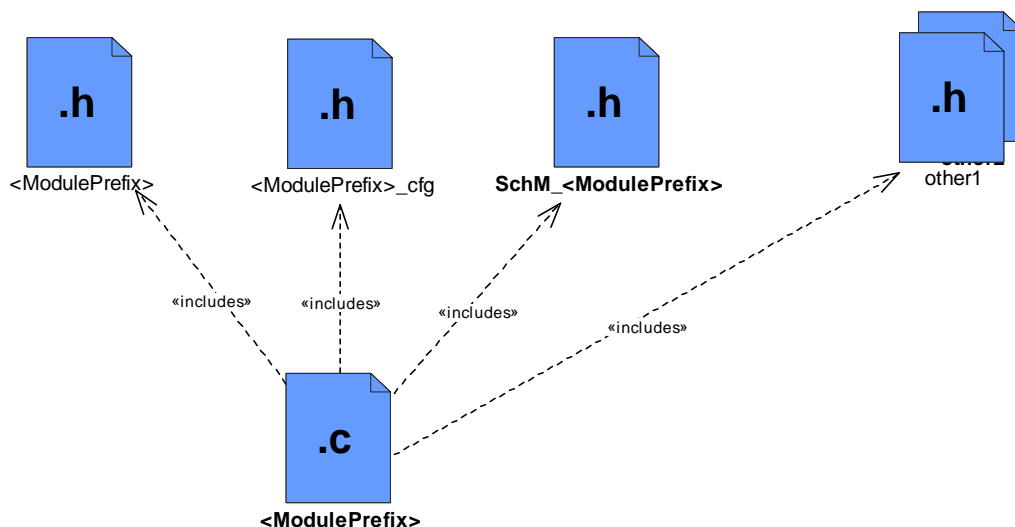 .h
.h
.h
.h
<ModulePrefix>
<ModulePrefix>_cfg
SchM_<ModulePrefix>
other1
«includes»
«includes»
«includes»
«includes»
.c
<ModulePrefix>